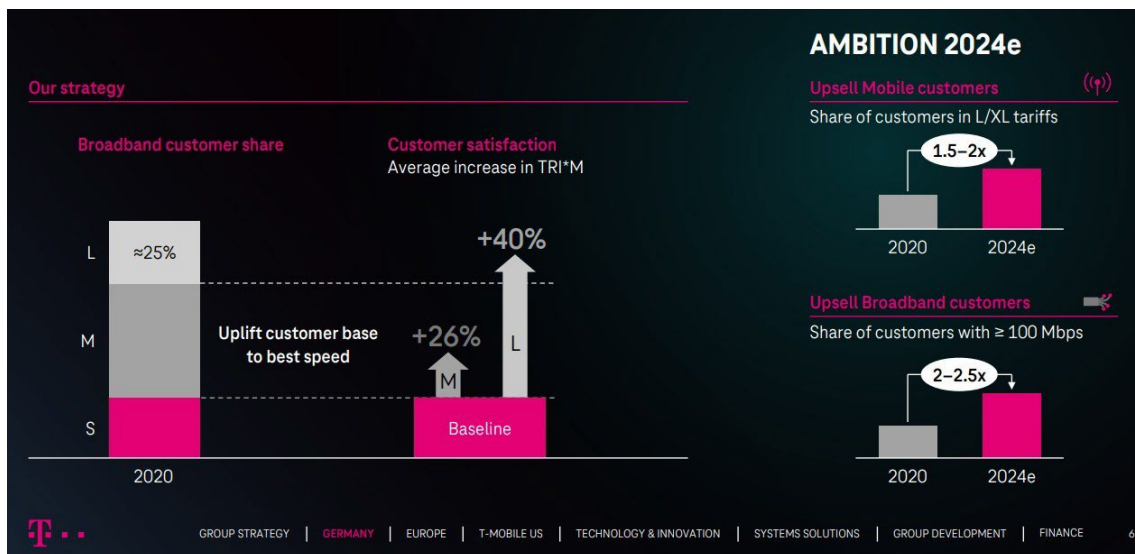 AMBITION 2024e
Our strategy
Broadband customer share
Customer satisfaction
Average increase in TRI*M
L
≈25%
M
S
2020
Uplift customer base
to best speed
+26%
M
+40%
L
Baseline
Upsell Mobile customers
Share of customers in L/XL tariffs
1.5–2x
2020
2024e
Upsell Broadband customers
Share of customers with ≥ 100 Mbps
2–2.5x
2020
2024e
T
GROUP STRATEGY | GERMANY | EUROPE | T-MOBILE US | TECHNOLOGY & INNOVATION | SYSTEMS SOLUTIONS | GROUP DEVELOPMENT | FINANCE
6